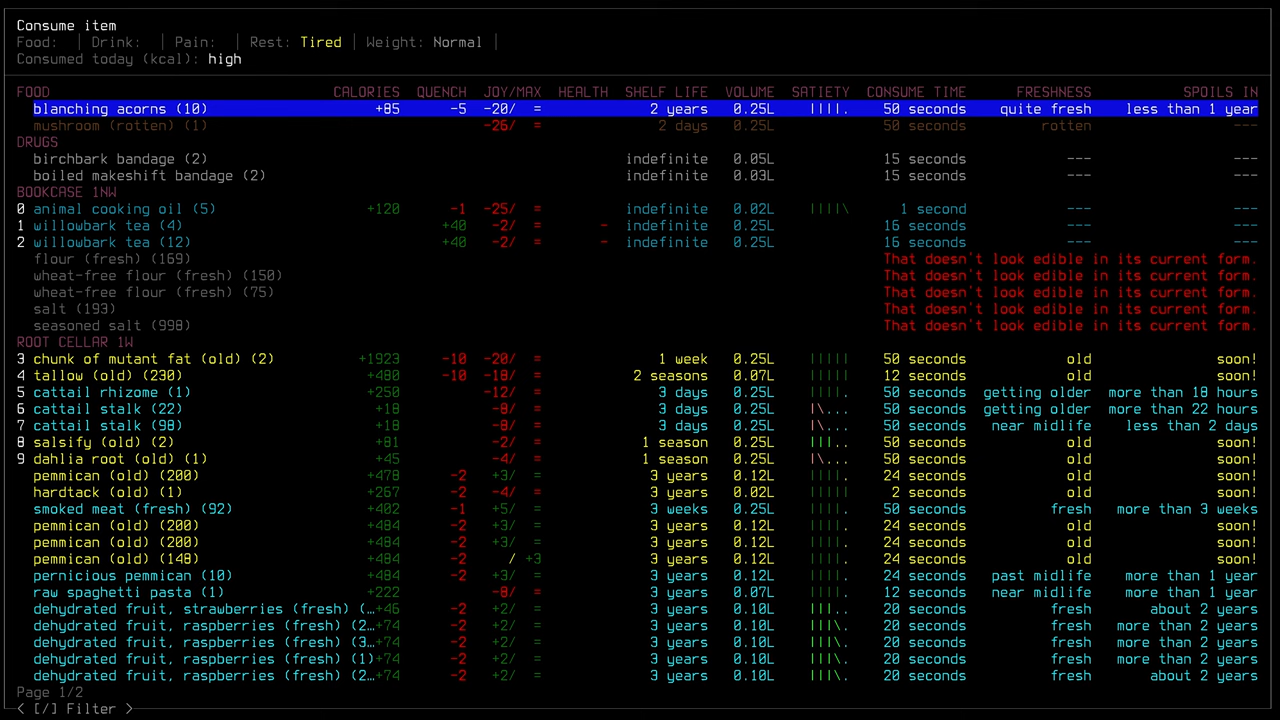 Consume item
Food: | Drink: | Pain: | Rest: Tired | Weight: Normal |
Consumed today (kcal): high
FOOD CALORIES QUENCH JOY/MAX HEALTH SHELF LIFE VOLUME SATIETY CONSUME TIME FRESHNESS SPOILS IN
blanching acorns (10) +85 -5 -20/ = 2 years 0.25L ||||. 50 seconds quite fresh less than 1 year
mushroom (rotten) (1) -26/ = 2 days 0.25L 50 seconds rotten ---
DRUGS
birchbark bandage (2) indefinite 0.05L 15 seconds --- ---
boiled makeshift bandage (2) indefinite 0.03L 15 seconds --- ---
BOOKCASE 1NW
0 animal cooking oil (5) +120 -1 -25/ = indefinite 0.02L ||||\ 1 second --- ---
1 willowbark tea (4) +40 -2/ = - indefinite 0.25L 16 seconds --- ---
2 willowbark tea (12) +40 -2/ = - indefinite 0.25L 16 seconds --- ---
flour (fresh) (169) That doesn't look edible in its current form.
wheat-free flour (fresh) (150) That doesn't look edible in its current form.
wheat-free flour (fresh) (75) That doesn't look edible in its current form.
salt (193) That doesn't look edible in its current form.
seasoned salt (998) That doesn't look edible in its current form.
ROOT CELLAR 1W
3 chunk of mutant fat (old) (2) +1923 -10 -20/ = 1 week 0.25L ||||| 50 seconds old soon!
4 tallow (old) (230) +480 -10 -18/ = 2 seasons 0.07L ||||| 12 seconds old soon!
5 cattail rhizome (1) +250 -12/ = 3 days 0.25L ||||. 50 seconds getting older more than 18 hours
6 cattail stalk (22) +18 -8/ = 3 days 0.25L |\... 50 seconds getting older more than 22 hours
7 cattail stalk (98) +18 -8/ = 3 days 0.25L |\... 50 seconds near midlife less than 2 days
8 salsify (old) (2) +81 -2/ = 1 season 0.25L |||.. 50 seconds old soon!
9 dahlia root (old) (1) +45 -4/ = 1 season 0.25L |\... 50 seconds old soon!
pemmican (old) (200) +478 -2 +3/ = 3 years 0.12L ||||. 24 seconds old soon!
hardtack (old) (1) +267 -2 -4/ = 3 years 0.02L ||||| 2 seconds old soon!
smoked meat (fresh) (92) +402 -1 +5/ = 3 weeks 0.25L ||||. 50 seconds fresh more than 3 weeks
pemmican (old) (200) +484 -2 +3/ = 3 years 0.12L ||||. 24 seconds old soon!
pemmican (old) (200) +484 -2 +3/ = 3 years 0.12L ||||. 24 seconds old soon!
pemmican (old) (148) +484 -2 / +3 3 years 0.12L ||||. 24 seconds old soon!
pernicious pemmican (10) +484 -2 +3/ = 3 years 0.12L ||||. 24 seconds past midlife more than 1 year
raw spaghetti pasta (1) +222 -8/ = 3 years 0.07L ||||. 12 seconds near midlife more than 1 year
dehydrated fruit, strawberries (fresh) (…+46 -2 +2/ = 3 years 0.10L |||.. 20 seconds fresh about 2 years
dehydrated fruit, raspberries (fresh) (2…+74 -2 +2/ = 3 years 0.10L |||\. 20 seconds fresh more than 2 years
dehydrated fruit, raspberries (fresh) (3…+74 -2 +2/ = 3 years 0.10L |||\. 20 seconds fresh more than 2 years
dehydrated fruit, raspberries (fresh) (1)+74 -2 +2/ = 3 years 0.10L |||\. 20 seconds fresh more than 2 years
dehydrated fruit, raspberries (fresh) (2…+74 -2 +2/ = 3 years 0.10L |||\. 20 seconds fresh about 2 years
Page 1/2
< [/] Filter >